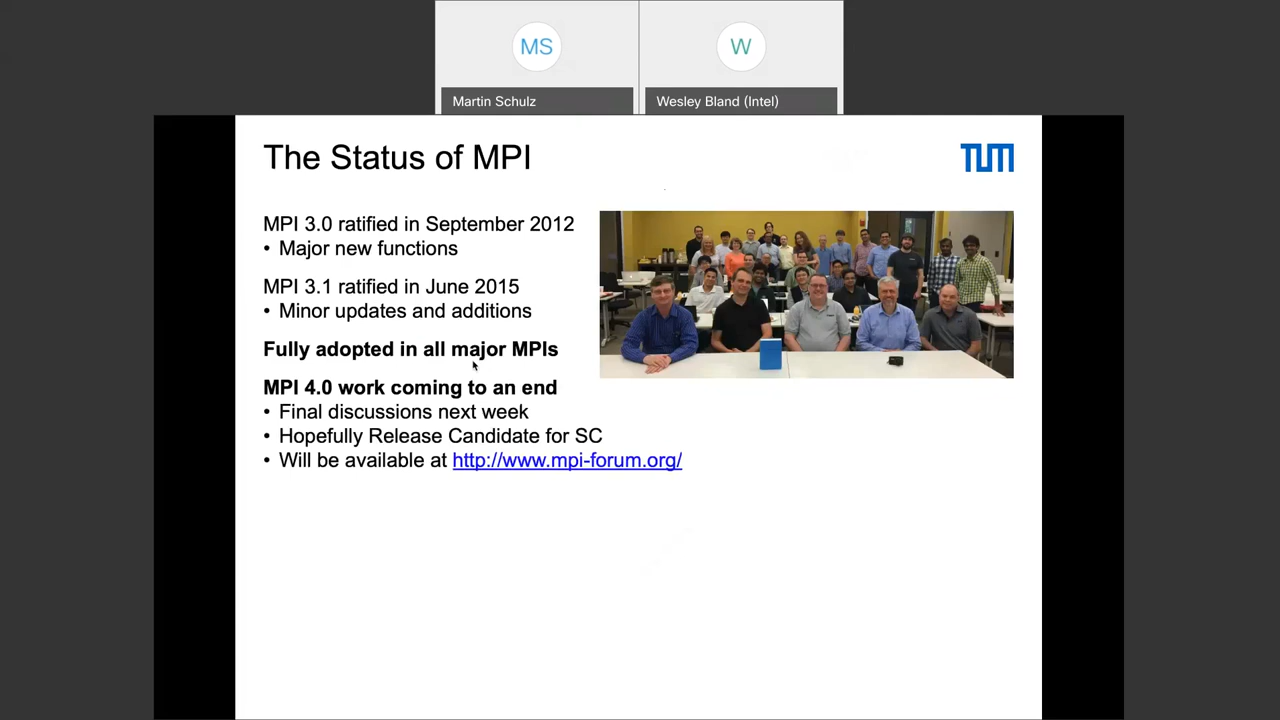 MS
W
Martin Schulz
Wesley Bland (Intel)
The Status of MPI
TUM
MPI 3.0 ratified in September 2012
• Major new functions
MPI 3.1 ratified in June 2015
• Minor updates and additions
Fully adopted in all major MPIs
MPI 4.0 work coming to an end
• Final discussions next week
• Hopefully Release Candidate for SC
• Will be available at http://www.mpi-forum.org/